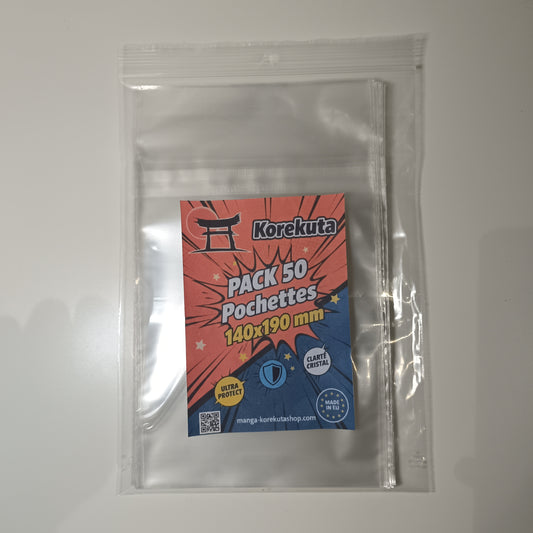 Korekuta
PACK 50
Pochettes
140x190 mm
ULTRA
PROTECT
CLARTÉ
CRISTAL
MADE
IN EU
manga-korekutashop.com